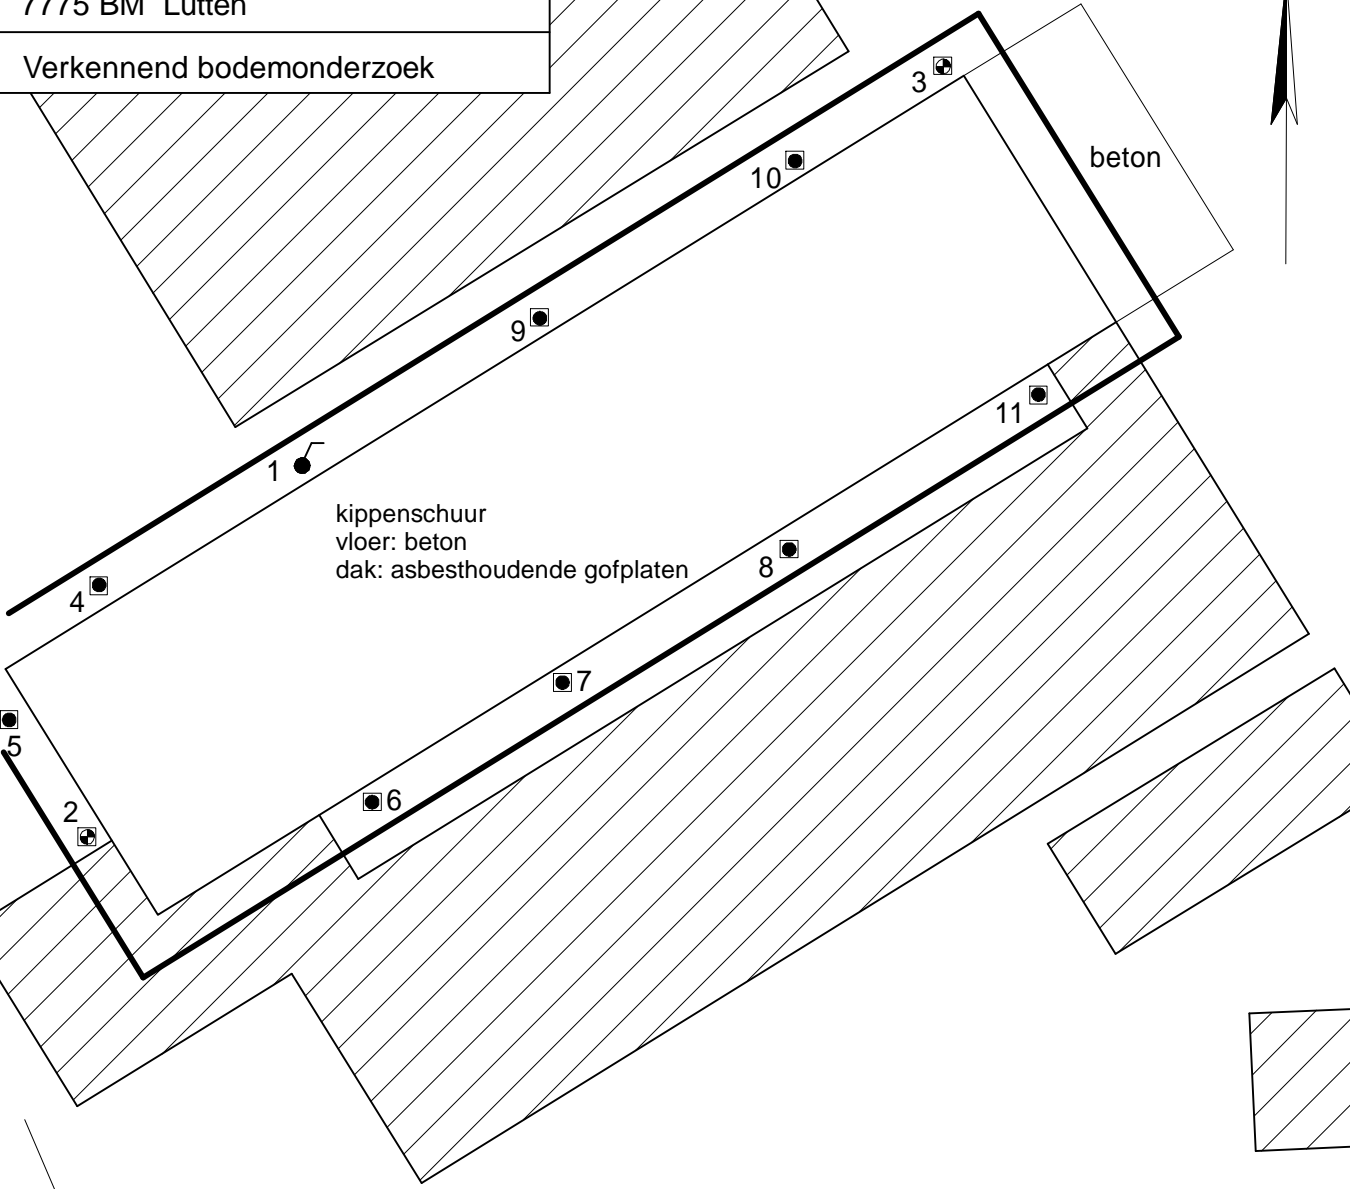 7775 BM Lutten
Verkennend bodemonderzoek
3
beton
10
9
11
1
kippenschuur
vloer: beton
dak: asbesthoudende gofplaten
8
4
7
5
6
2